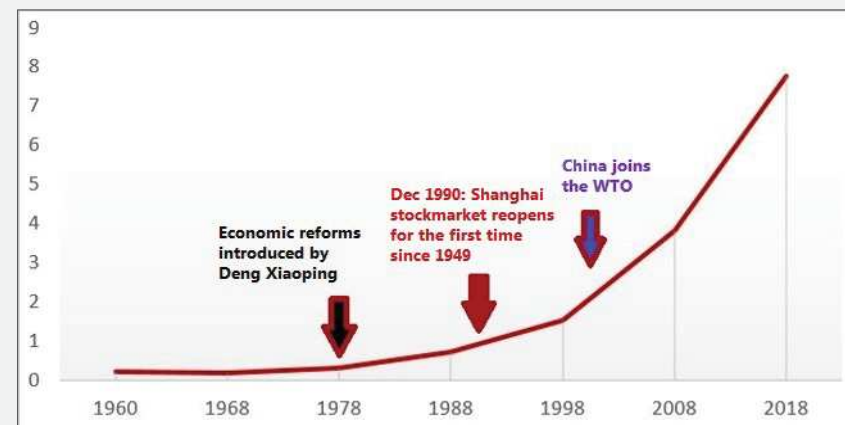 9
8
7
6
5
4
3
2
1
0
China joins
the WTO
Dec 1990: Shanghai
stockmarket reopens
for the first time
since 1949
Economic reforms
introduced by
Deng Xiaoping
1960 1968 1978 1988 1998 2008 2018